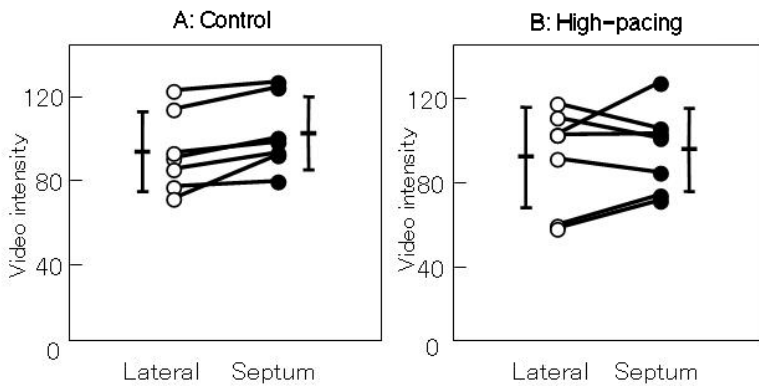 A: Control
Video intensity
120
80
40
0
Lateral Septum
B: High-pacing
Video intensity
120
80
40
0
Lateral Septum